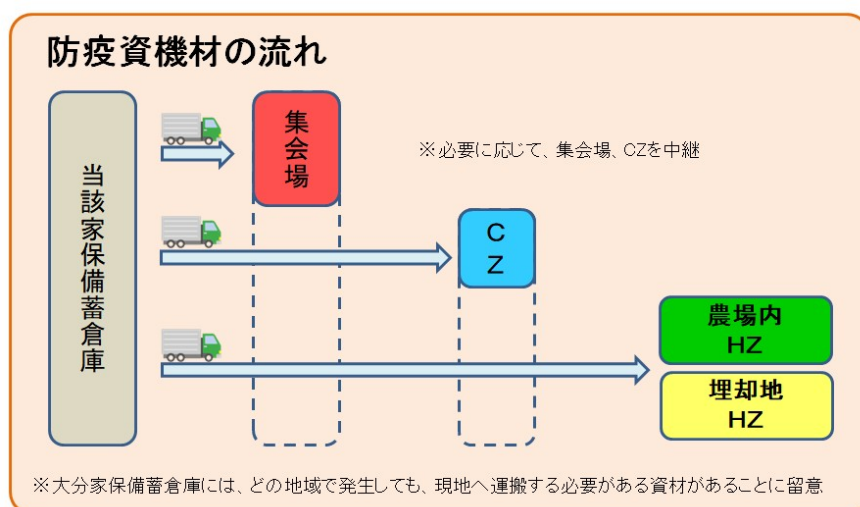 防疫資機材の流れ
当該家保備蓄倉庫
集会場
※必要に応じて、集会場、CZを中継
CZ
農場内
HZ
埋却地
HZ
※大分家保備蓄倉庫には、どの地域で発生しても、現地へ運搬する必要がある資材があることに留意